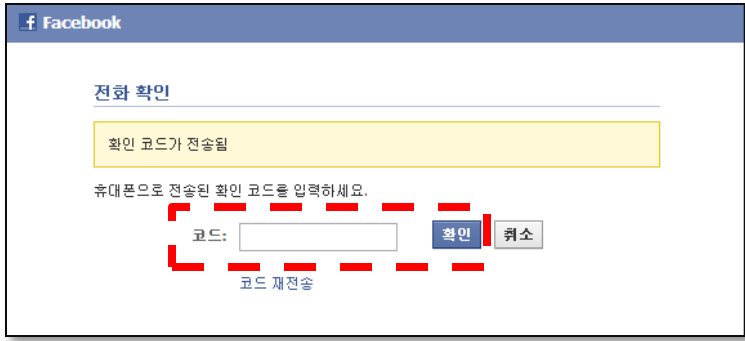 f Facebook
전화 확인
확인 코드가 전송됨
휴대폰으로 전송된 확인 코드를 입력하세요.
코드: 확인 취소
코드 재전송